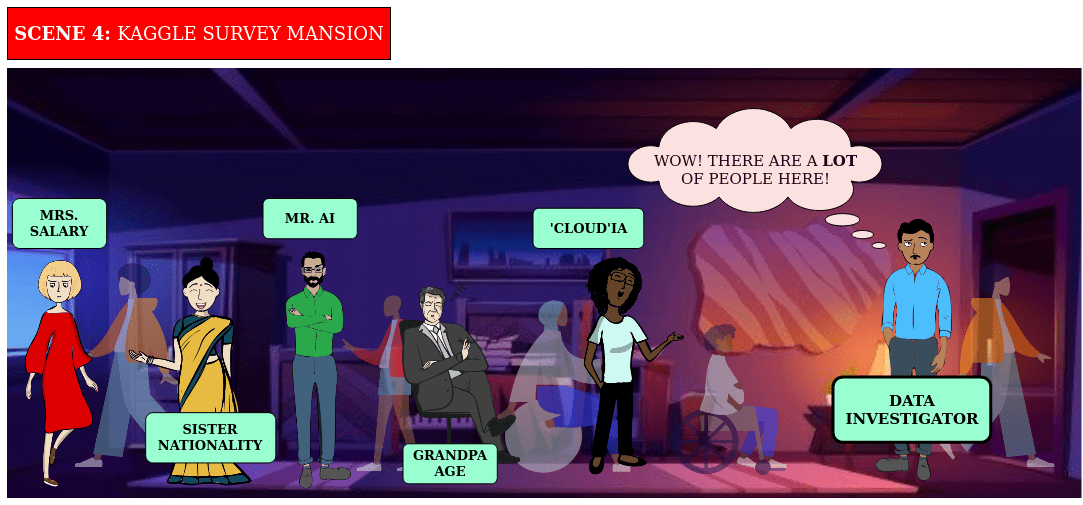 SCENE 4: KAGGLE SURVEY MANSION
WOW! THERE ARE A LOT
OF PEOPLE HERE!
MRS.
SALARY
MR. AI
'CLOUD'IA
SISTER
NATIONALITY
GRANDPA
AGE
DATA
INVESTIGATOR